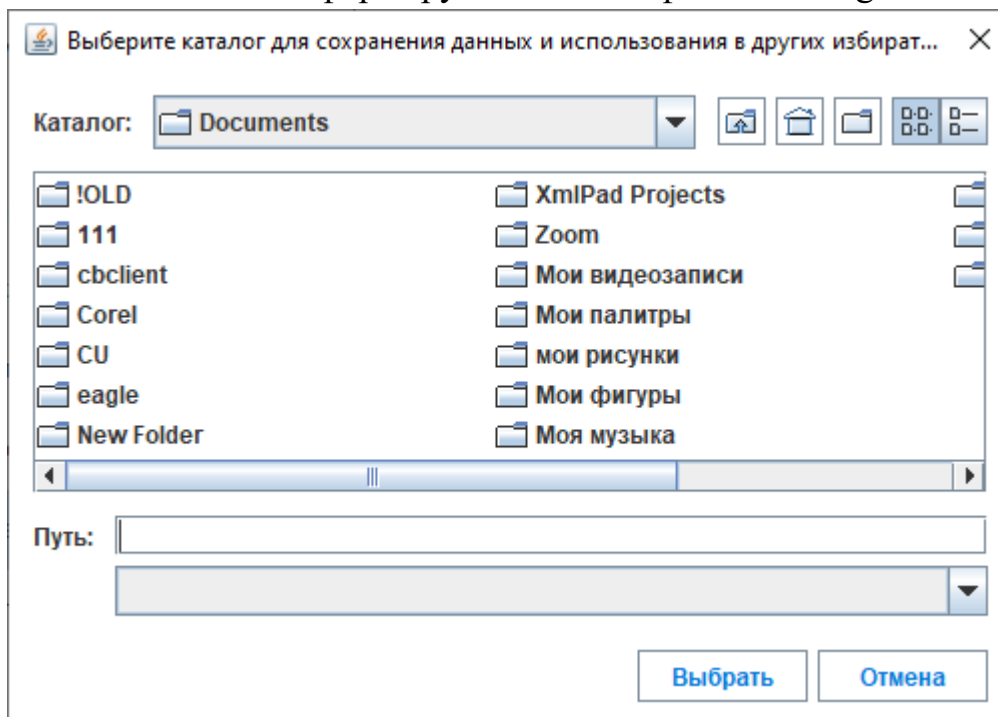 Выберите каталог для сохранения данных и использования в других избират...
Каталог: Documents
!OLD
111
cbclient
Corel
CU
eagle
New Folder
XmlPad Projects
Zoom
Мои видеозаписи
Мои палитры
мои рисунки
Мои фигуры
Моя музыка
Путь:
Выбрать Отмена